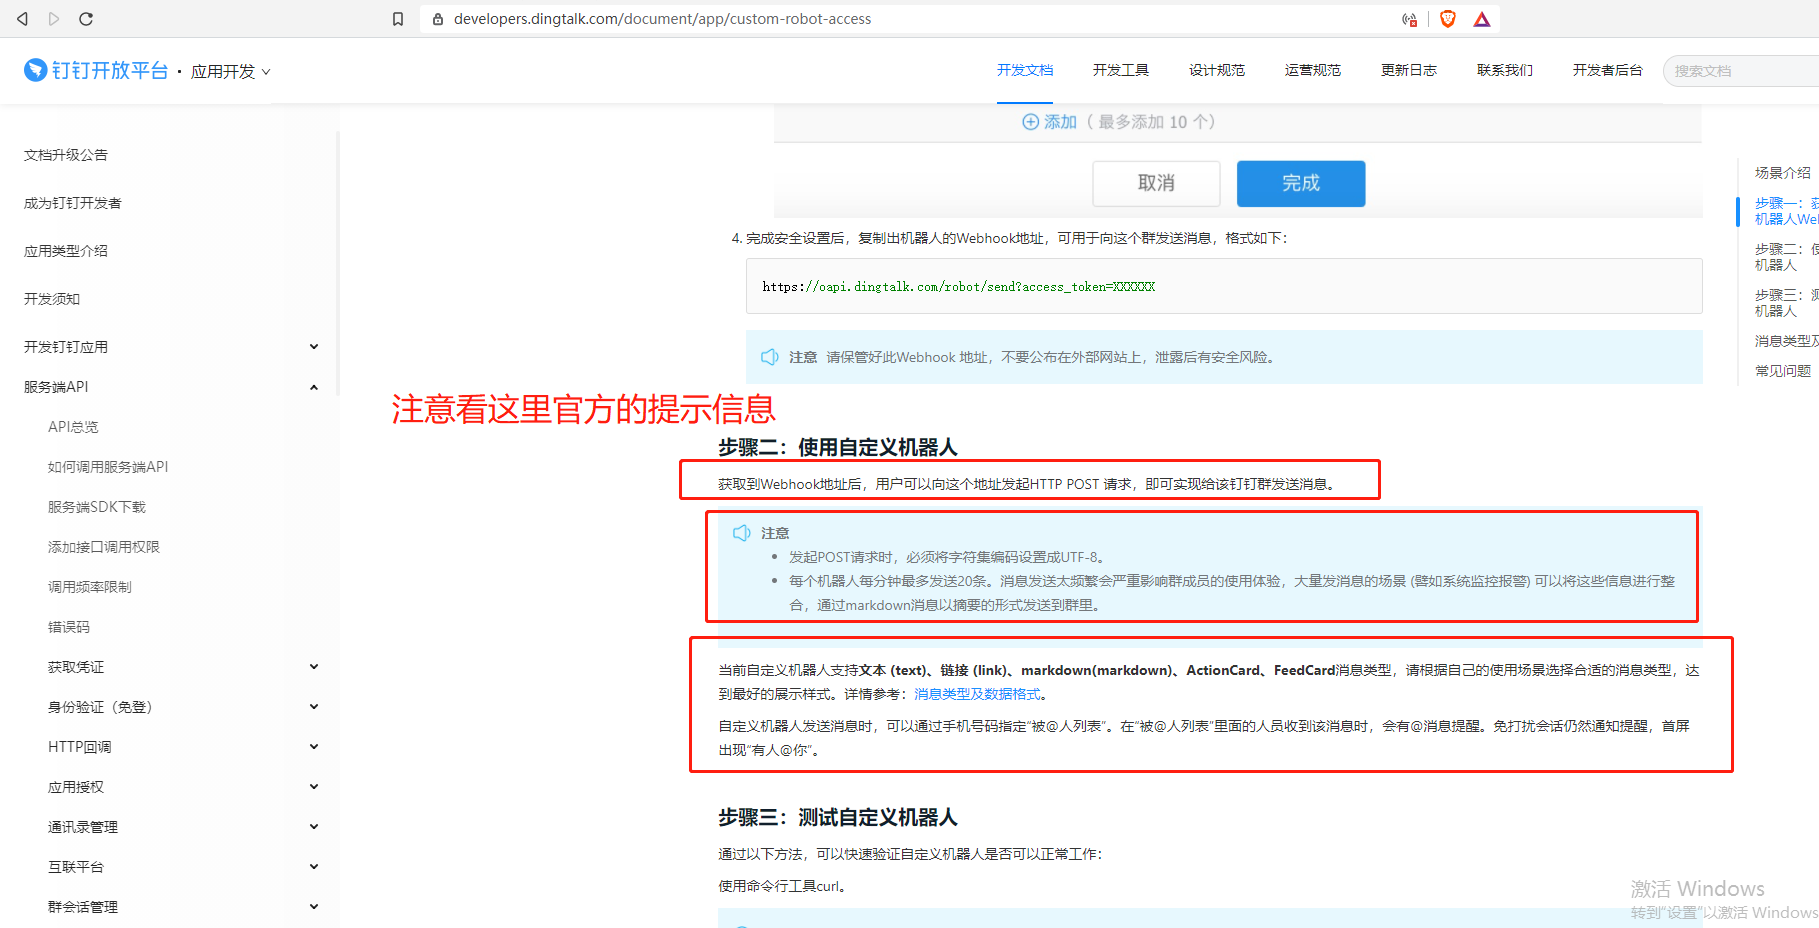 developers.dingtalk.com/document/app/custom-robot-access
钉钉开放平台 · 应用开发
开发文档 开发工具 设计规范 运营规范 更新日志 联系我们 开发者后台 搜索文档
文档升级公告
成为钉钉开发者
应用类型介绍
开发须知
开发钉钉应用
服务端API
API总览
如何调用服务端API
服务端SDK下载
添加接口调用权限
调用频率限制
错误码
获取凭证
身份验证（免登）
HTTP回调
应用授权
通讯录管理
互联平台
群会话管理
添加（ 最多添加 10 个）
取消 完成
4. 完成安全设置后，复制出机器人的Webhook地址，可用于向这个群发送消息，格式如下：
https://oapi.dingtalk.com/robot/send?access_token=XXXXXX
注意 请保管好此Webhook 地址，不要公布在外部网站上，泄露后有安全风险。
注意看这里官方的提示信息
步骤二：使用自定义机器人
获取到Webhook地址后，用户可以向这个地址发起HTTP POST 请求，即可实现给该钉钉群发送消息。
注意
发起POST请求时，必须将字符集编码设置成UTF-8。
每个机器人每分钟最多发送20条。消息发送太频繁会严重影响群成员的使用体验，大量发消息的场景 (譬如系统监控报警) 可以将这些信息进行整
合，通过markdown消息以摘要的形式发送到群里。
当前自定义机器人支持文本 (text)、链接 (link)、markdown(markdown)、ActionCard、FeedCard消息类型，请根据自己的使用场景选择合适的消息类型，达
到最好的展示样式。详情参考：消息类型及数据格式。
自定义机器人发送消息时，可以通过手机号码指定“被@人列表”。在“被@人列表”里面的人员收到该消息时，会有@消息提醒。免打扰会话仍然通知提醒，首屏
出现“有人@你”。
步骤三：测试自定义机器人
通过以下方法，可以快速验证自定义机器人是否可以正常工作：
使用命令行工具curl。
场景介绍
步骤一：获
机器人Wel
步骤二：使
机器人
步骤三：测
机器人
消息类型及
常见问题
激活 Windows
转到“设置”以激活 Windows